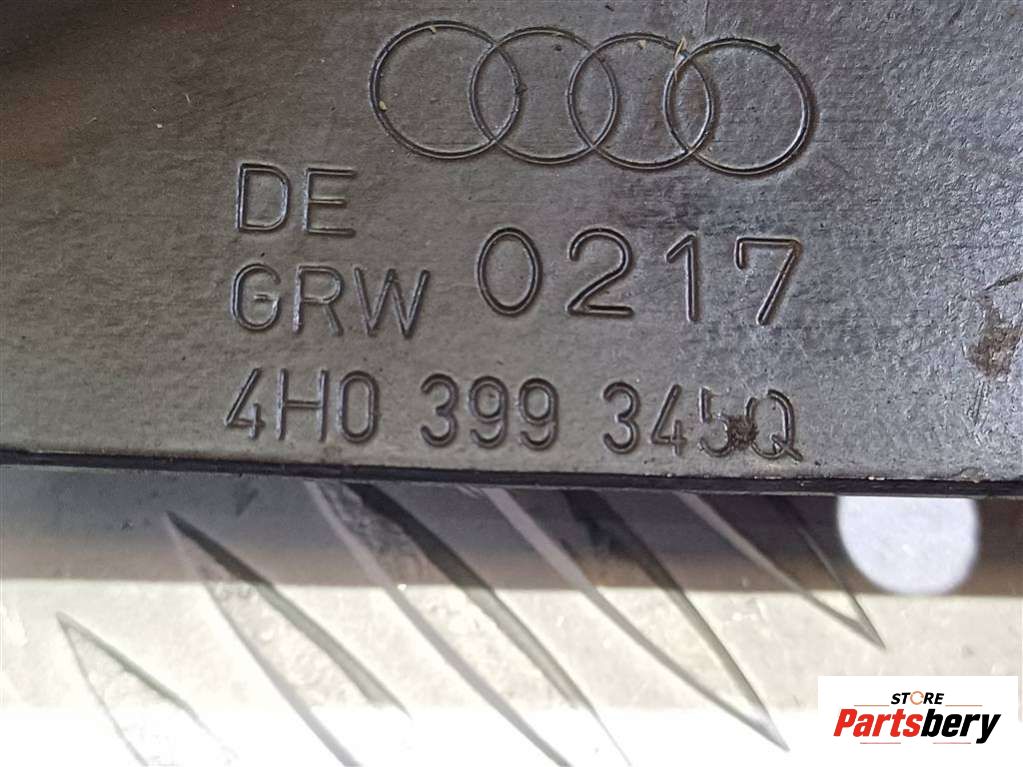 DE
GRW 0217
4H0 399 345Q
STORE
Partsbery